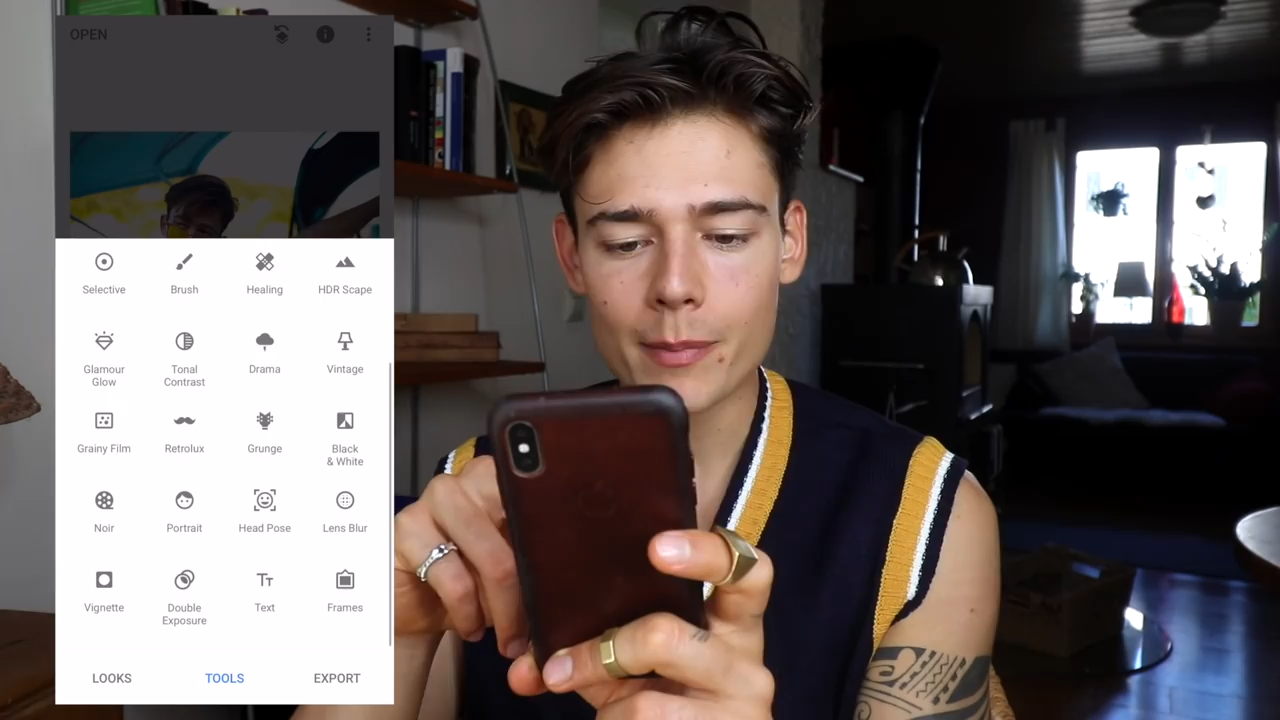 OPEN
Selective
Brush
Healing
HDR Scape
Glamour
Glow
Tonal
Contrast
Drama
Vintage
Grainy Film
Retrolux
Grunge
Black
& White
Noir
Portrait
Head Pose
Lens Blur
Vignette
Double
Exposure
Text
Frames
LOOKS
TOOLS
EXPORT